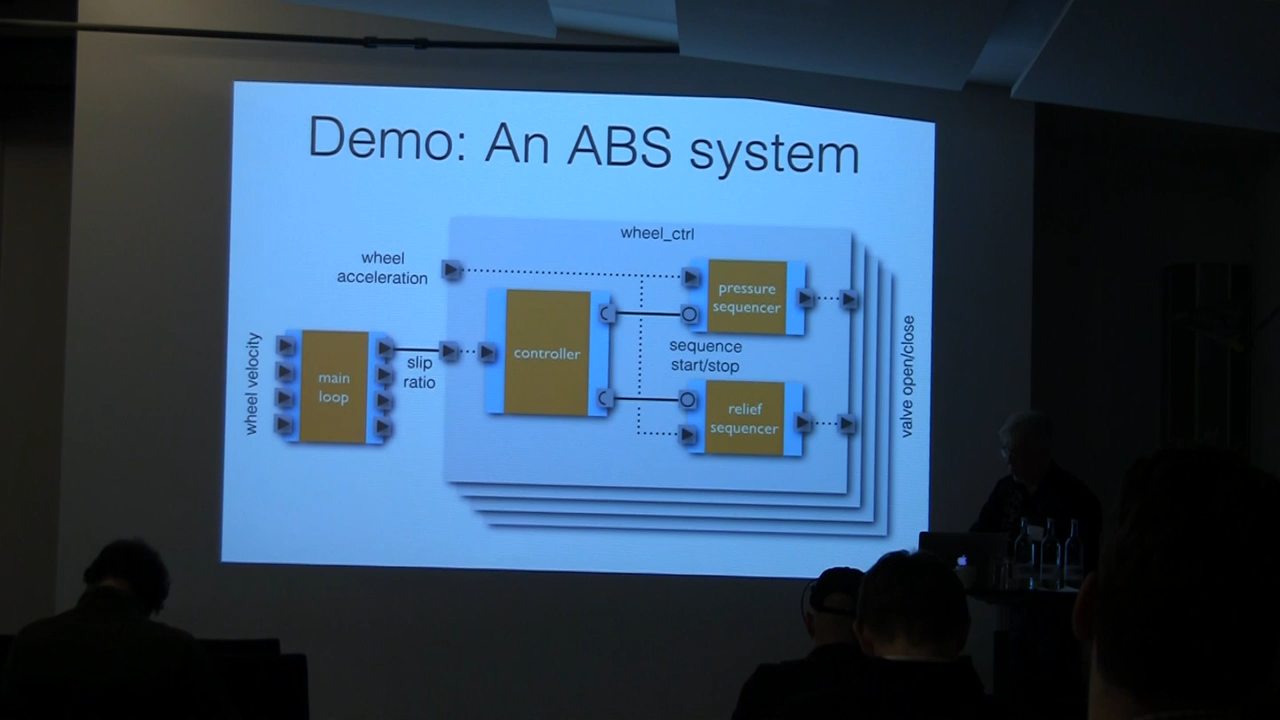 Demo: An ABS system
wheel_ctrl
wheel
acceleration
pressure
sequencer
controller
sequence
start/stop
wheel velocity
main
loop
slip
ratio
relief
sequencer
valve open/close